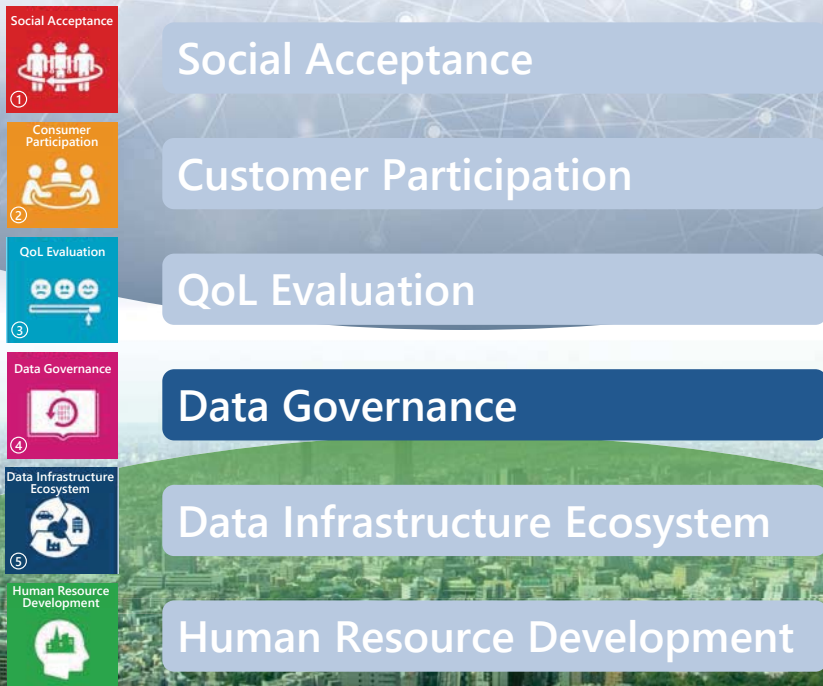 Social Acceptance
①
Social Acceptance
Consumer
Participation
②
Customer Participation
QoL Evaluation
③
QoL Evaluation
Data Governance
④
Data Governance
Data Infrastructure
Ecosystem
⑤
Data Infrastructure Ecosystem
Human Resource
Development
Human Resource Development